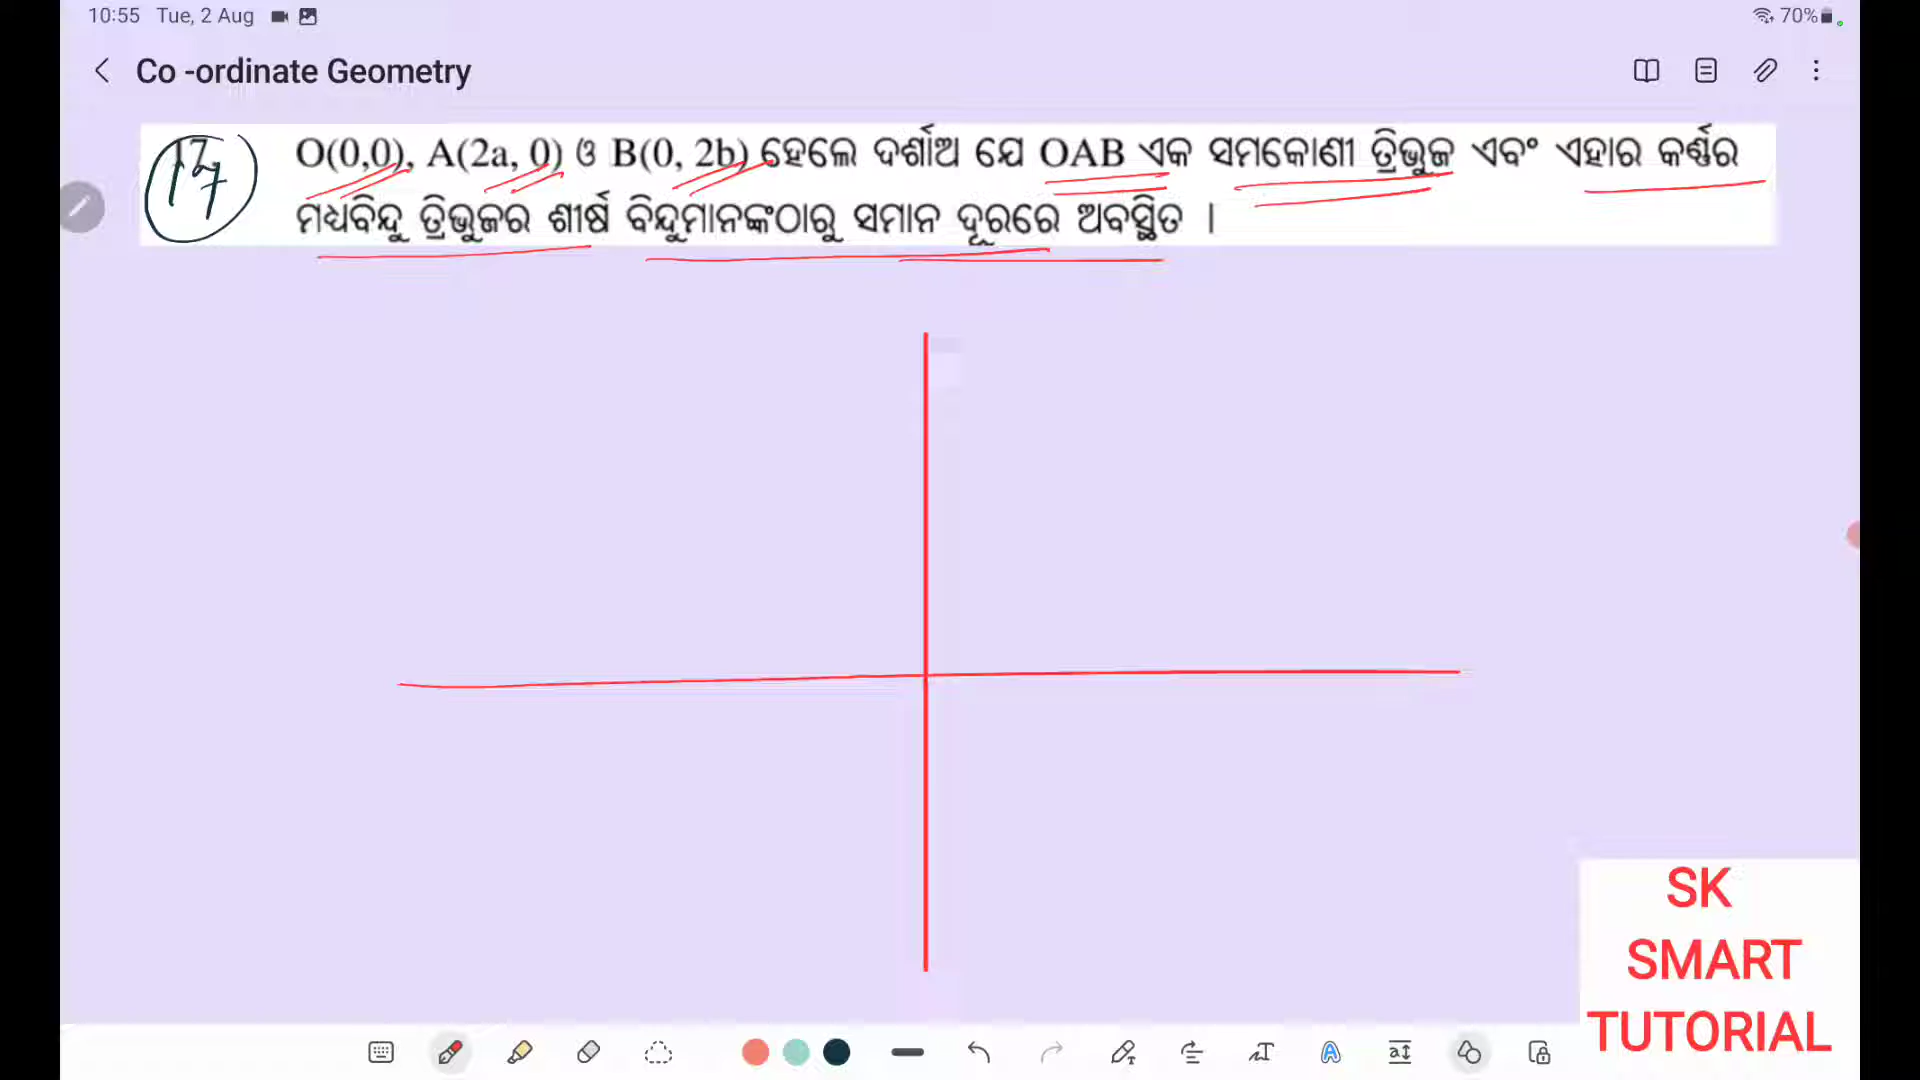 10:55 Tue, 2 Aug
70%
Co -ordinate Geometry
17
O(0,0), A(2a, 0) ଓ B(0, 2b) ହେଲେ ଦର୍ଶାଅ ଯେ OAB ଏକ ସମକୋଣୀ ତ୍ରିଭୁଜ ଏବଂ ଏହାର କର୍ଣ୍ଣର
ମଧ୍ୟବିନ୍ଦୁ ତ୍ରିଭୁଜର ଶୀର୍ଷ ବିନ୍ଦୁମାନଙ୍କଠାରୁ ସମାନ ଦୂରରେ ଅବସ୍ଥିତ ।
SK
SMART
TUTORIAL